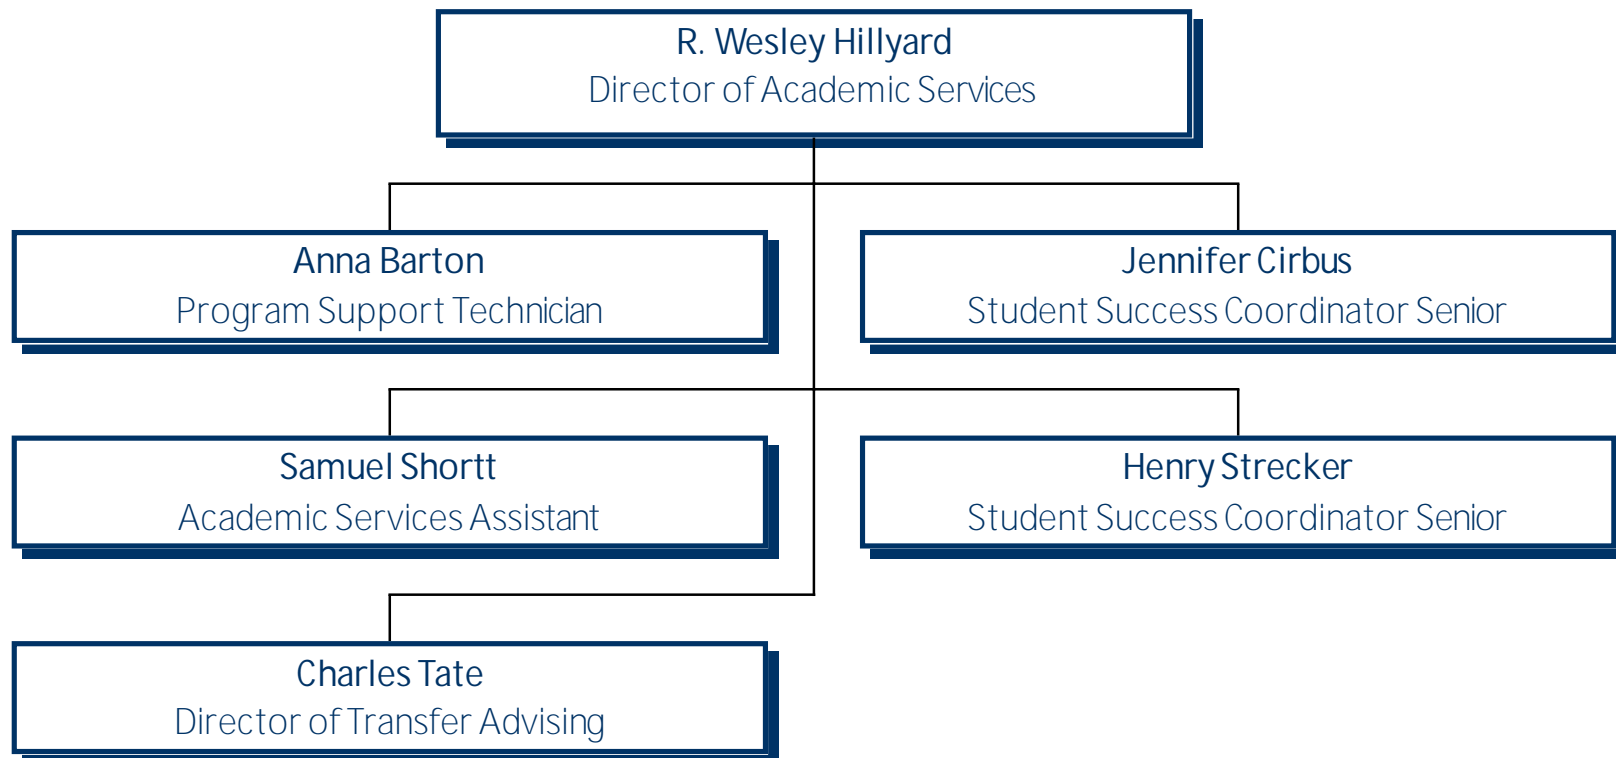 R. Wesley Hillyard
Director of Academic Services
Anna Barton
Program Support Technician
Jennifer Cirbus
Student Success Coordinator Senior
Samuel Shortt
Academic Services Assistant
Henry Strecker
Student Success Coordinator Senior
Charles Tate
Director of Transfer Advising